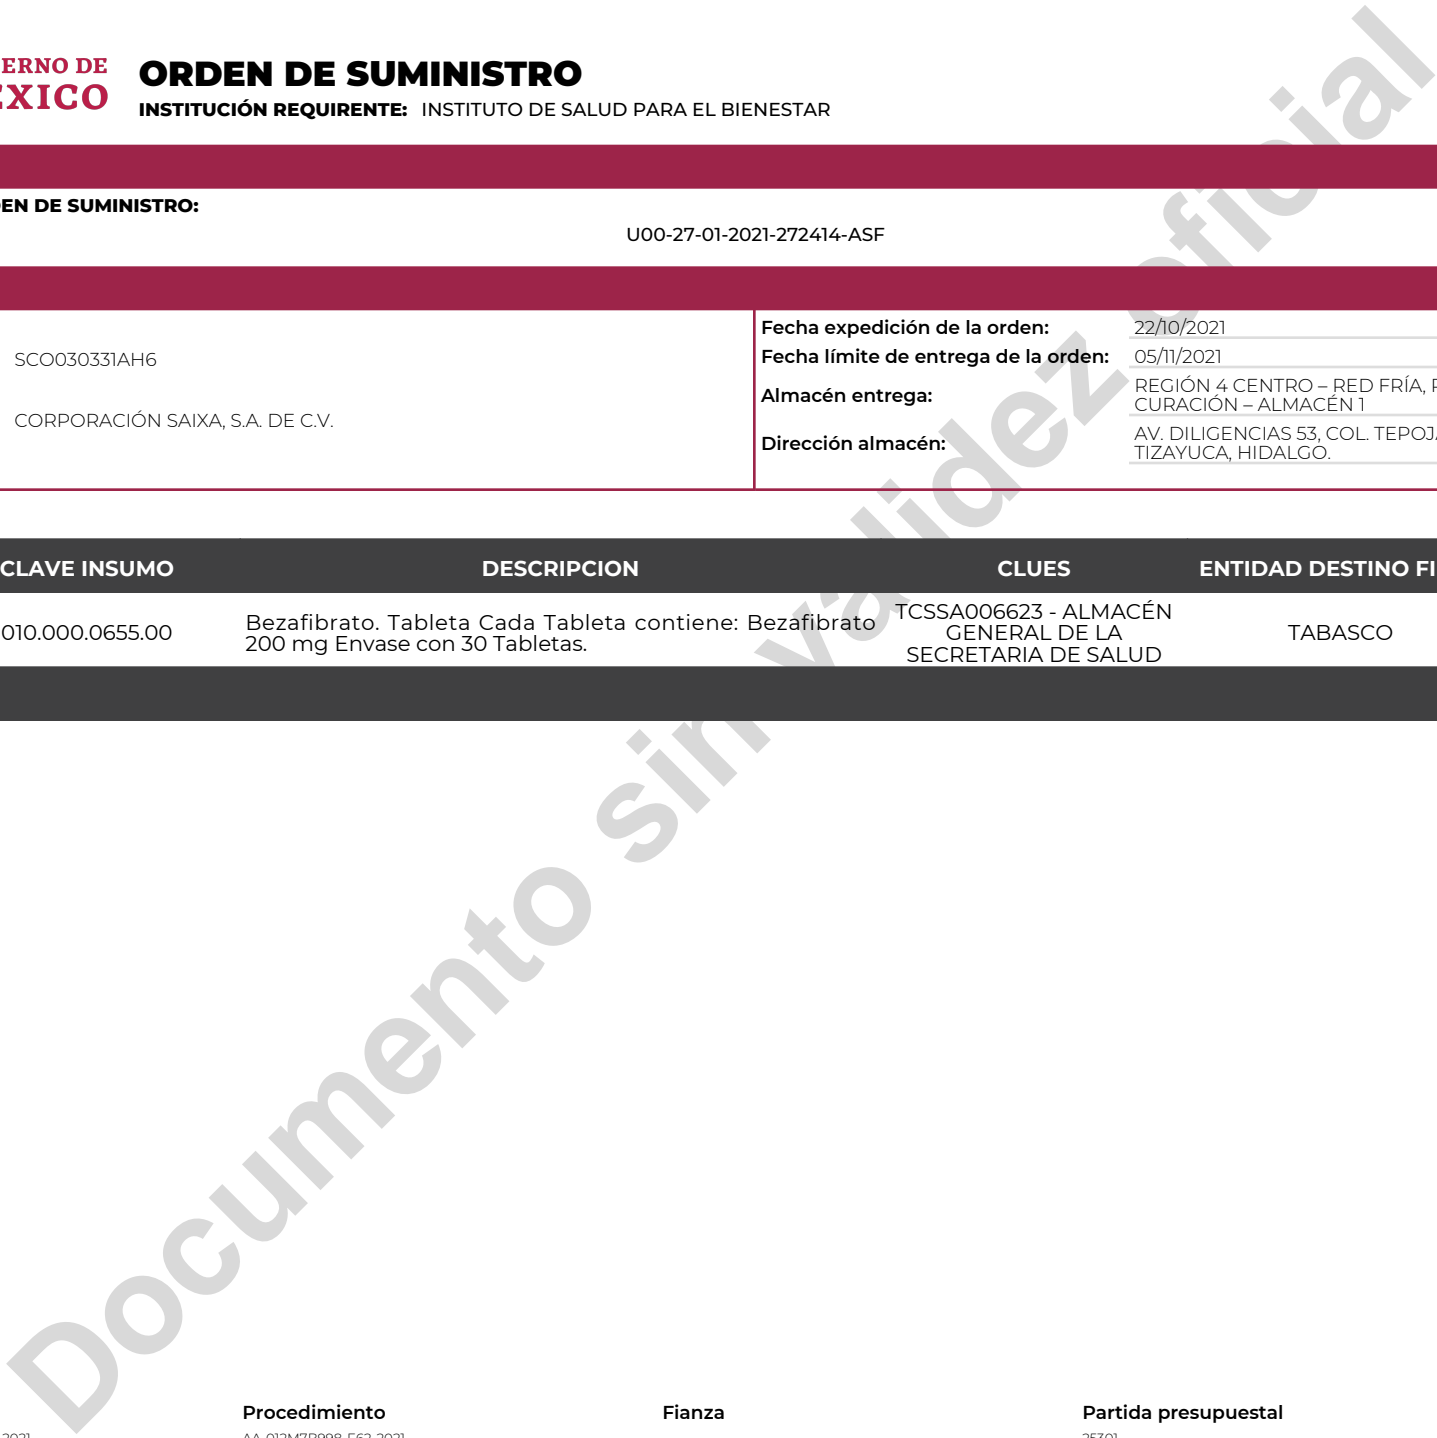 ERNO DE
ÉXICO
ORDEN DE SUMINISTRO
INSTITUCIÓN REQUIRENTE: INSTITUTO DE SALUD PARA EL BIENESTAR
EN DE SUMINISTRO:
U00-27-01-2021-272414-ASF
SCO030331AH6
CORPORACIÓN SAIXA, S.A. DE C.V.
Fecha expedición de la orden: 22/10/2021
Fecha límite de entrega de la orden: 05/11/2021
Almacén entrega: REGIÓN 4 CENTRO – RED FRÍA,
CURACIÓN – ALMACÉN 1
Dirección almacén: AV. DILIGENCIAS 53, COL. TEPOJ
TIZAYUCA, HIDALGO.
CLAVE INSUMO DESCRIPCION CLUES ENTIDAD DESTINO FI
010.000.0655.00 Bezafibrato. Tableta Cada Tableta contiene: Bezafibrato
200 mg Envase con 30 Tabletas.
TCSSA006623 - ALMACÉN
GENERAL DE LA
SECRETARIA DE SALUD
TABASCO
Documento sin validez oficial
Procedimiento Fianza Partida presupuestal